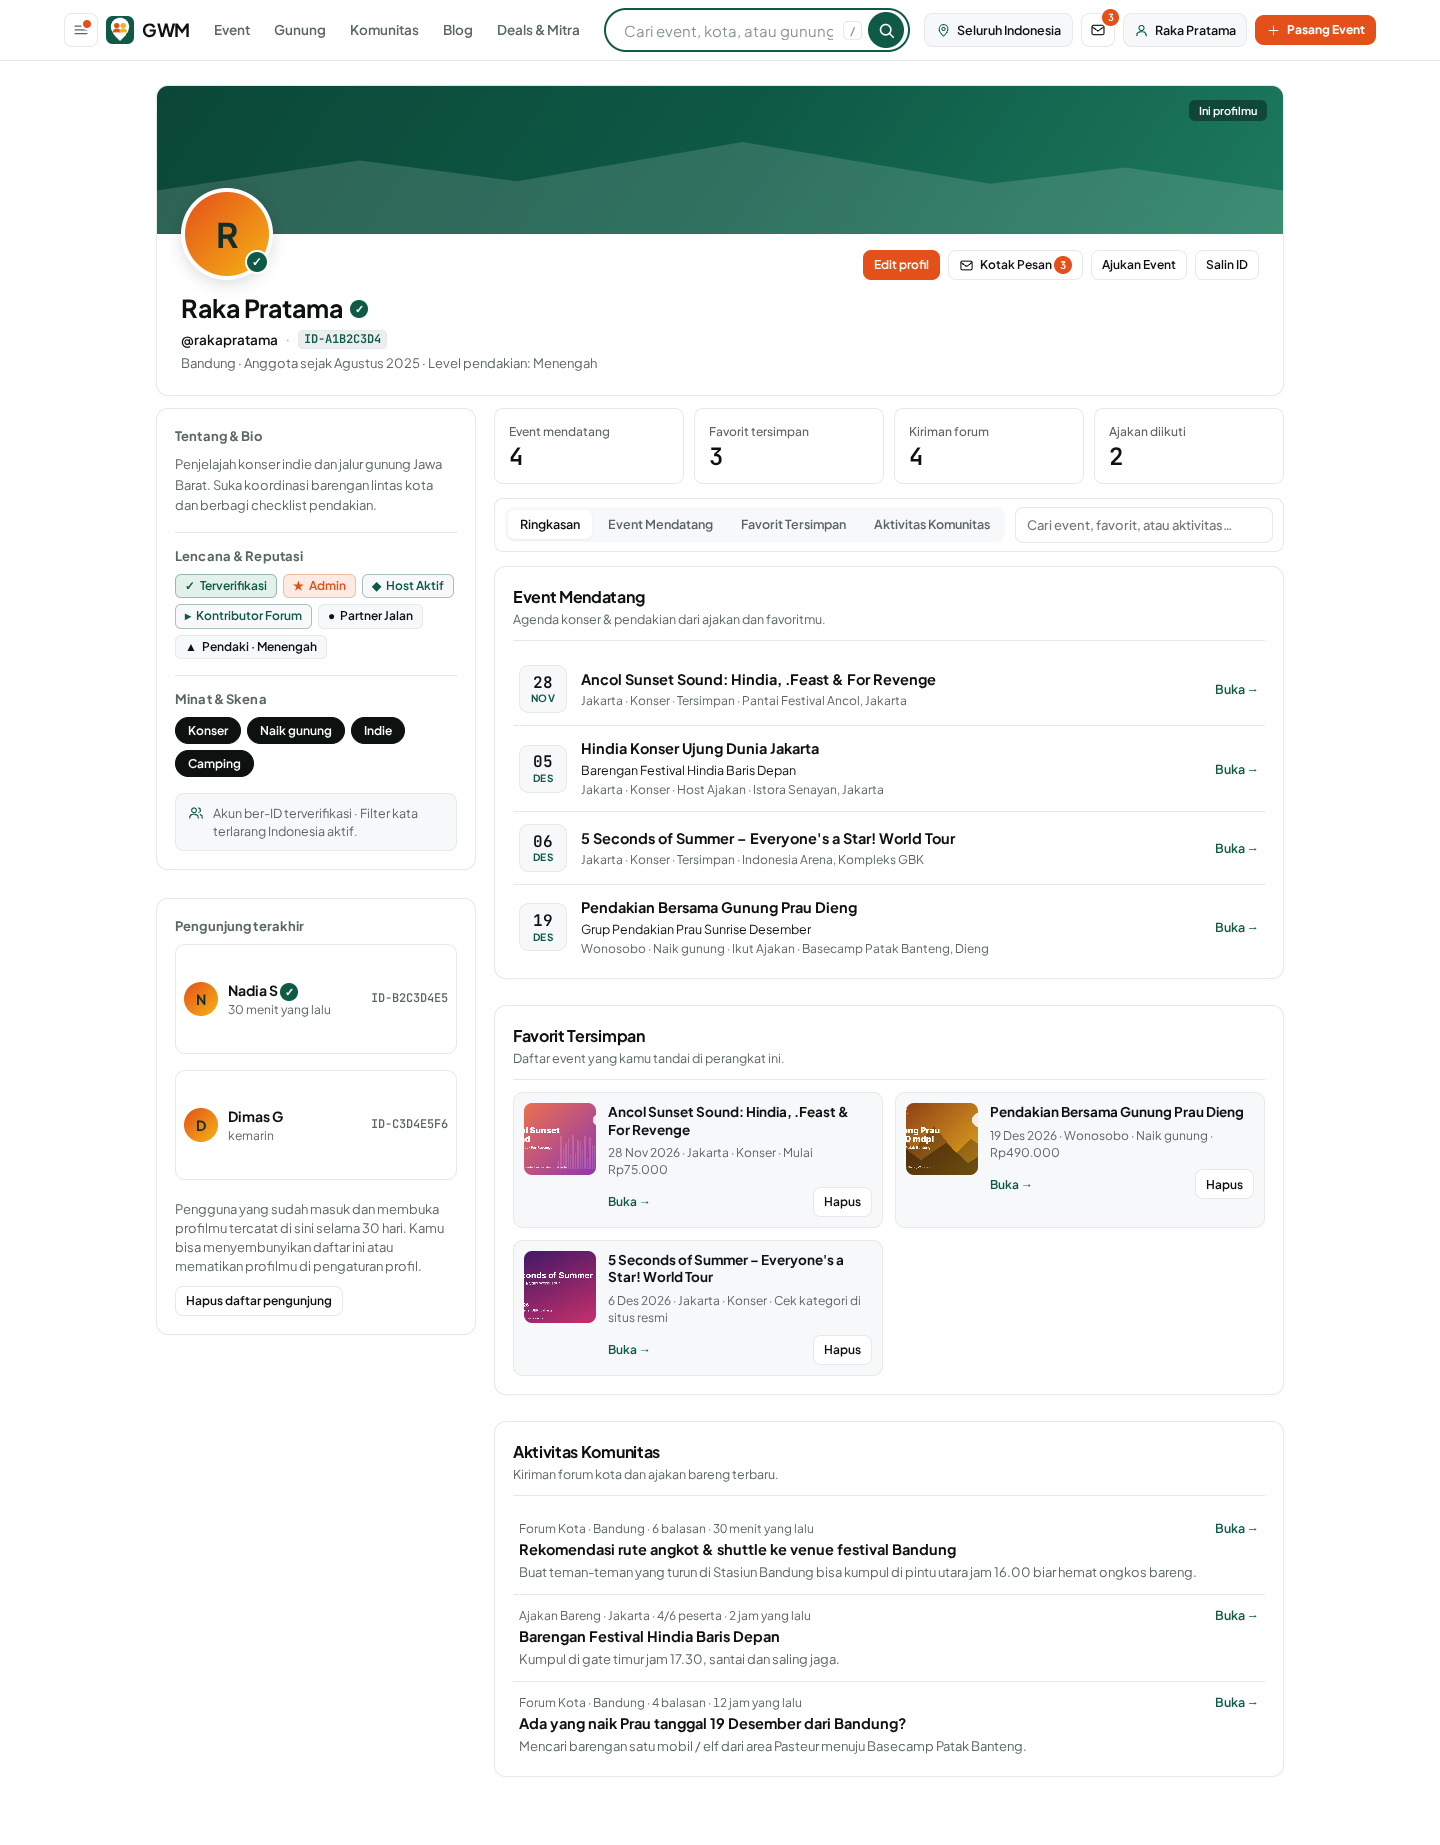 GWM
Event
Gunung
Komunitas
Blog
Deals & Mitra
Cari event, kota, atau gunung
/
Seluruh Indonesia
3
Raka Pratama
Pasang Event
Ini profilmu
R
✓
Edit profil
Kotak Pesan 3
Ajukan Event
Salin ID
Raka Pratama ✓
@rakapratama · ID-A1B2C3D4
Bandung · Anggota sejak Agustus 2025 · Level pendakian: Menengah
Tentang & Bio
Penjelajah konser indie dan jalur gunung Jawa
Barat. Suka koordinasi barengan lintas kota
dan berbagi checklist pendakian.
Lencana & Reputasi
✓ Terverifikasi
★ Admin
◆ Host Aktif
▸ Kontributor Forum
● Partner Jalan
▲ Pendaki · Menengah
Minat & Skena
Konser
Naik gunung
Indie
Camping
Akun ber-ID terverifikasi · Filter kata
terlarang Indonesia aktif.
Pengunjung terakhir
N
Nadia S ✓
30 menit yang lalu
ID-B2C3D4E5
D
Dimas G
kemarin
ID-C3D4E5F6
Pengguna yang sudah masuk dan membuka
profilmu tercatat di sini selama 30 hari. Kamu
bisa menyembunyikan daftar ini atau
mematikan profilmu di pengaturan profil.
Hapus daftar pengunjung
Event mendatang
4
Favorit tersimpan
3
Kiriman forum
4
Ajakan diikuti
2
Ringkasan
Event Mendatang
Favorit Tersimpan
Aktivitas Komunitas
Cari event, favorit, atau aktivitas…
Event Mendatang
Agenda konser & pendakian dari ajakan dan favoritmu.
28
NOV
Ancol Sunset Sound: Hindia, .Feast & For Revenge
Jakarta · Konser · Tersimpan · Pantai Festival Ancol, Jakarta
Buka →
05
DES
Hindia Konser Ujung Dunia Jakarta
Barengan Festival Hindia Baris Depan
Jakarta · Konser · Host Ajakan · Istora Senayan, Jakarta
Buka →
06
DES
5 Seconds of Summer – Everyone's a Star! World Tour
Jakarta · Konser · Tersimpan · Indonesia Arena, Kompleks GBK
Buka →
19
DES
Pendakian Bersama Gunung Prau Dieng
Grup Pendakian Prau Sunrise Desember
Wonosobo · Naik gunung · Ikut Ajakan · Basecamp Patak Banteng, Dieng
Buka →
Favorit Tersimpan
Daftar event yang kamu tandai di perangkat ini.
Ancol Sunset Sound: Hindia, .Feast &
For Revenge
28 Nov 2026 · Jakarta · Konser · Mulai
Rp75.000
Buka →
Hapus
Pendakian Bersama Gunung Prau Dieng
19 Des 2026 · Wonosobo · Naik gunung ·
Rp490.000
Buka →
Hapus
5 Seconds of Summer – Everyone's a
Star! World Tour
6 Des 2026 · Jakarta · Konser · Cek kategori di
situs resmi
Buka →
Hapus
Aktivitas Komunitas
Kiriman forum kota dan ajakan bareng terbaru.
Forum Kota · Bandung · 6 balasan · 30 menit yang lalu
Buka →
Rekomendasi rute angkot & shuttle ke venue festival Bandung
Buat teman-teman yang turun di Stasiun Bandung bisa kumpul di pintu utara jam 16.00 biar hemat ongkos bareng.
Ajakan Bareng · Jakarta · 4/6 peserta · 2 jam yang lalu
Buka →
Barengan Festival Hindia Baris Depan
Kumpul di gate timur jam 17.30, santai dan saling jaga.
Forum Kota · Bandung · 4 balasan · 12 jam yang lalu
Buka →
Ada yang naik Prau tanggal 19 Desember dari Bandung?
Mencari barengan satu mobil / elf dari area Pasteur menuju Basecamp Patak Banteng.